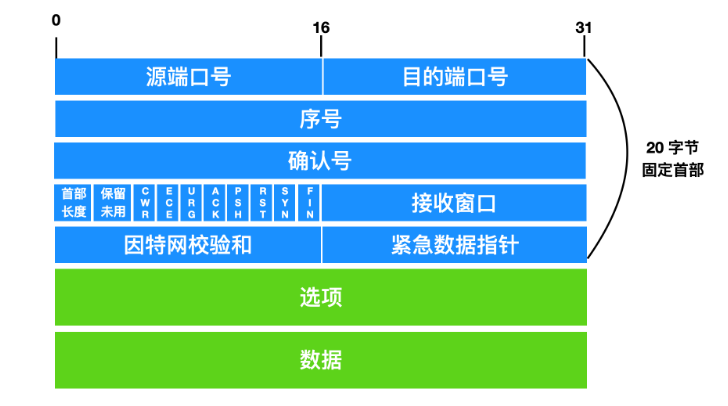 0 16 31
源端口号 目的端口号
序号
确认号
首部长度 保留未用 CWR ECE URG ACK PSH RST SYN FIN 接收窗口
因特网校验和 紧急数据指针
选项
数据
20 字节
固定首部